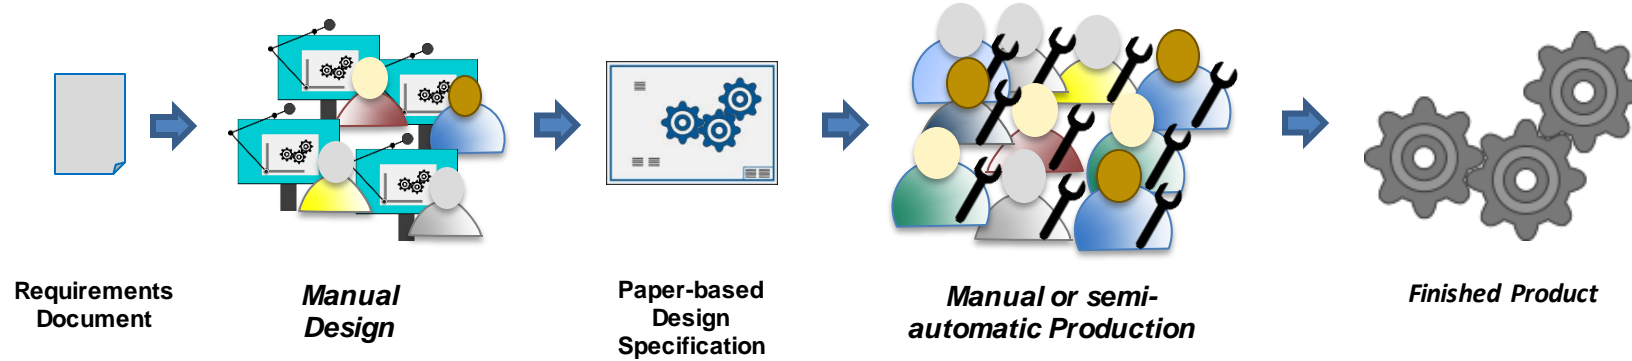 Requirements
Document
Manual
Design
Paper-based
Design
Specification
Manual or semi-
automatic Production
Finished Product